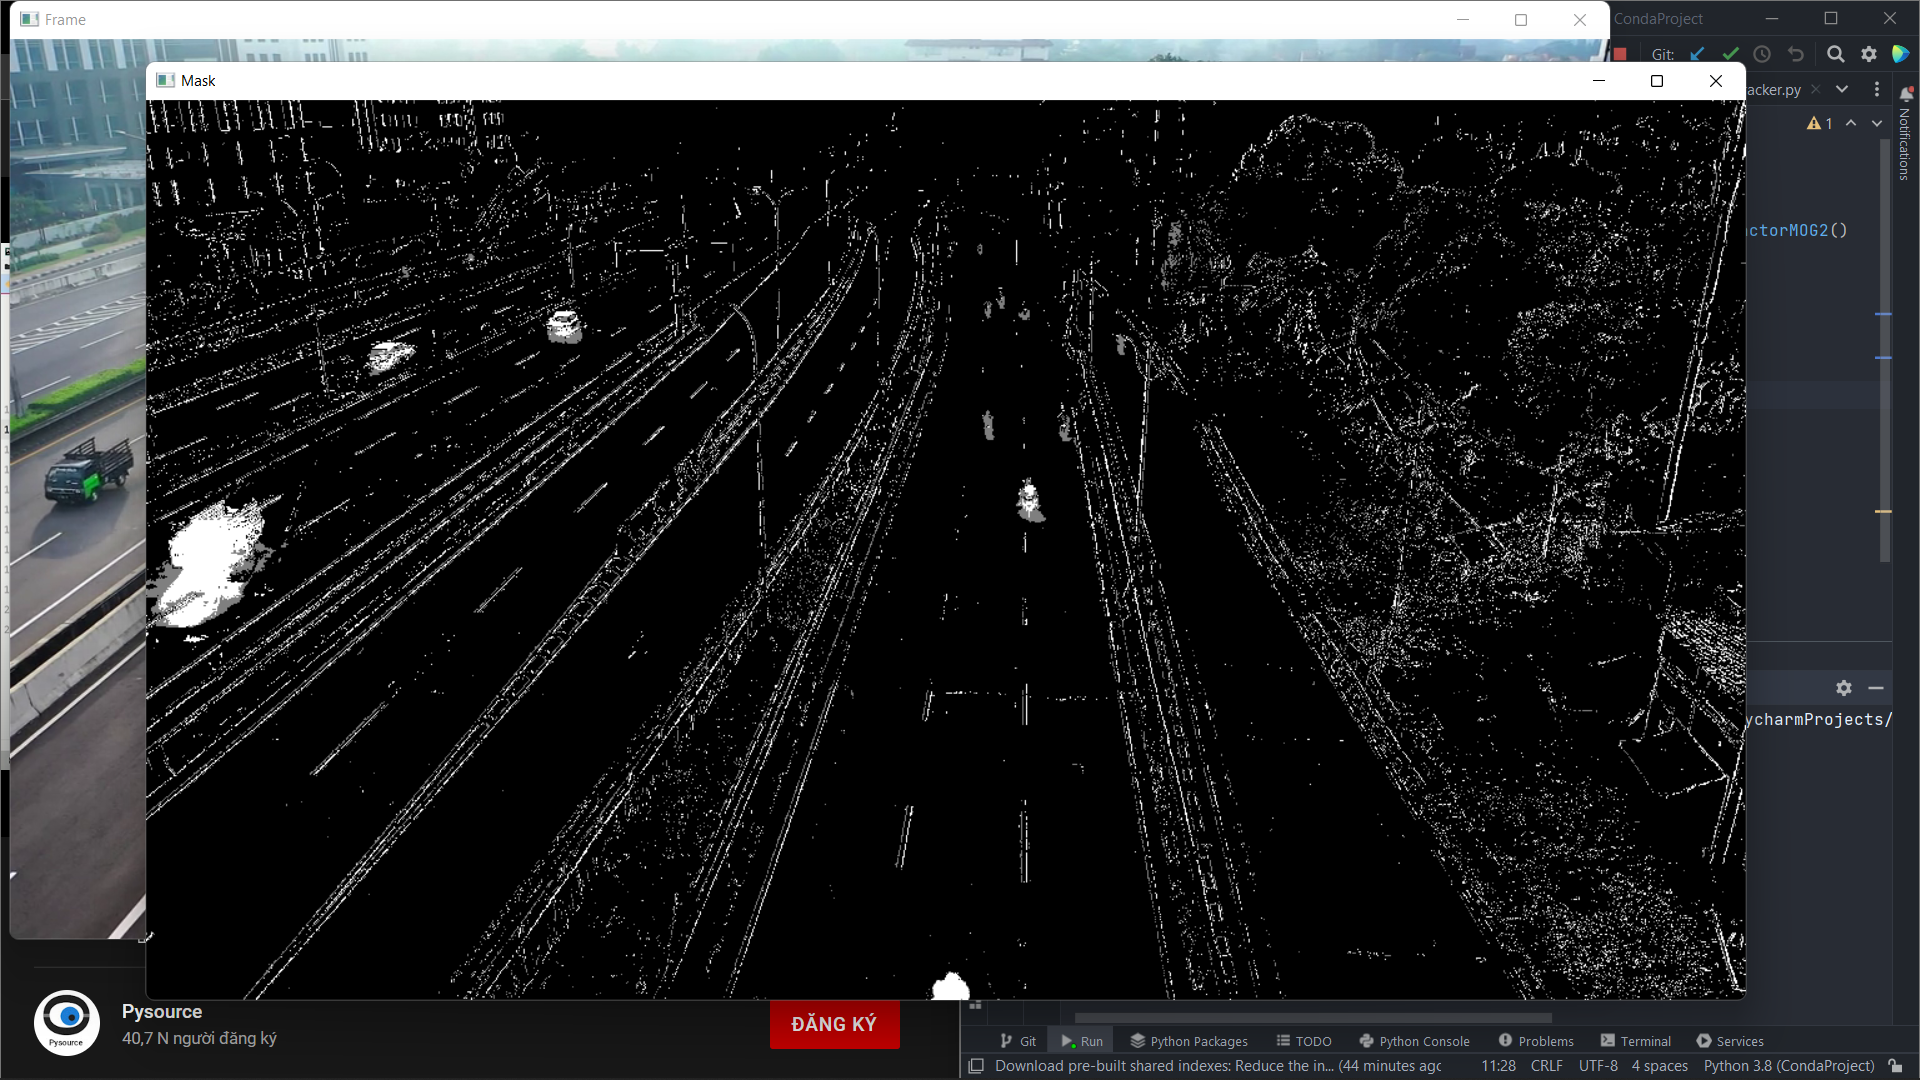 Frame
CondaProject
Git:
Mask
acker.py
1
Notifications
ctorMOG2()
ycharmProjects/
Pysource
Pysource
40,7 N người đăng ký
ĐĂNG KÝ
Git
Run
Python Packages
TODO
Python Console
Problems
Terminal
Services
Download pre-built shared indexes: Reduce the in... (44 minutes ago
11:28
CRLF
UTF-8
4 spaces
Python 3.8 (CondaProject)